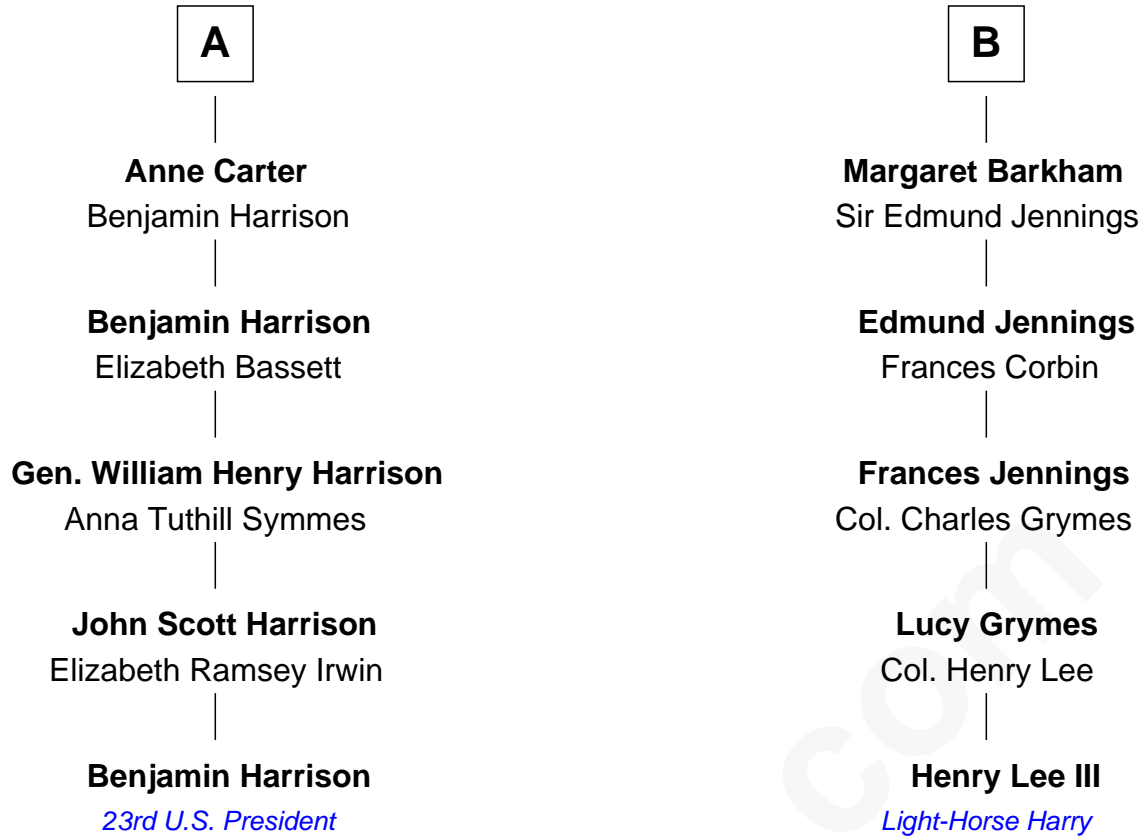 A
Anne Carter
Benjamin Harrison
Benjamin Harrison
Elizabeth Bassett
Gen. William Henry Harrison
Anna Tuthill Symmes
John Scott Harrison
Elizabeth Ramsey Irwin
Benjamin Harrison
23rd U.S. President
B
Margaret Barkham
Sir Edmund Jennings
Edmund Jennings
Frances Corbin
Frances Jennings
Col. Charles Grymes
Lucy Grymes
Col. Henry Lee
Henry Lee III
Light-Horse Harry
com